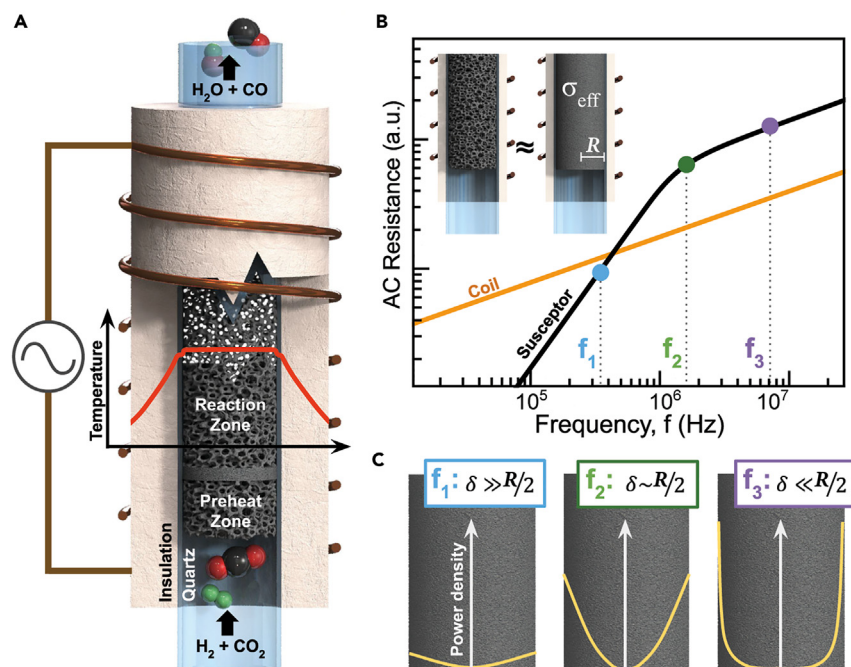 A
H₂O + CO
Temperature
Reaction
Zone
Preheat
Zone
Insulation
Quartz
H₂ + CO₂
B
AC Resistance (a.u.)
σeff
R
≈
Coil
Susceptor
f₁
f₂
f₃
10⁵
10⁶
10⁷
Frequency, f (Hz)
C
f₁: δ ≫ R/2
f₂: δ~R/2
f₃: δ ≪ R/2
Power density